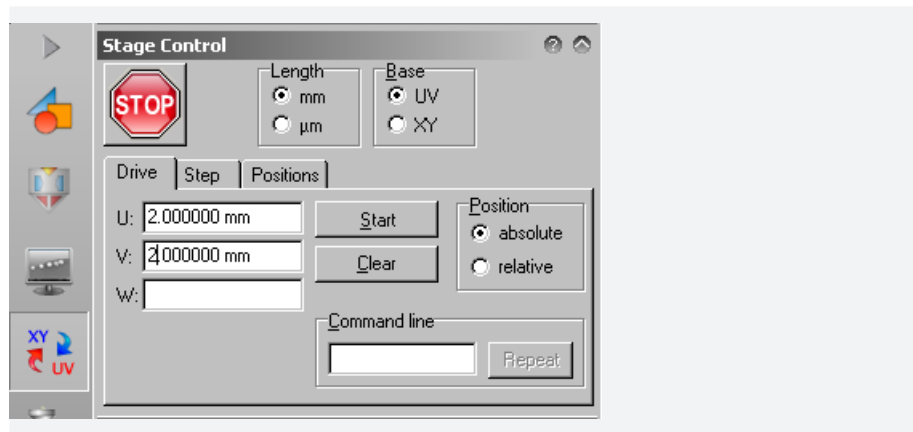 Stage Control
STOP
Length
mm
µm
Base
UV
XY
Drive Step Positions
U: 2.000000 mm
V: 2.000000 mm
W:
Start
Clear
Position
absolute
relative
Command line
Repeat
XY
UV